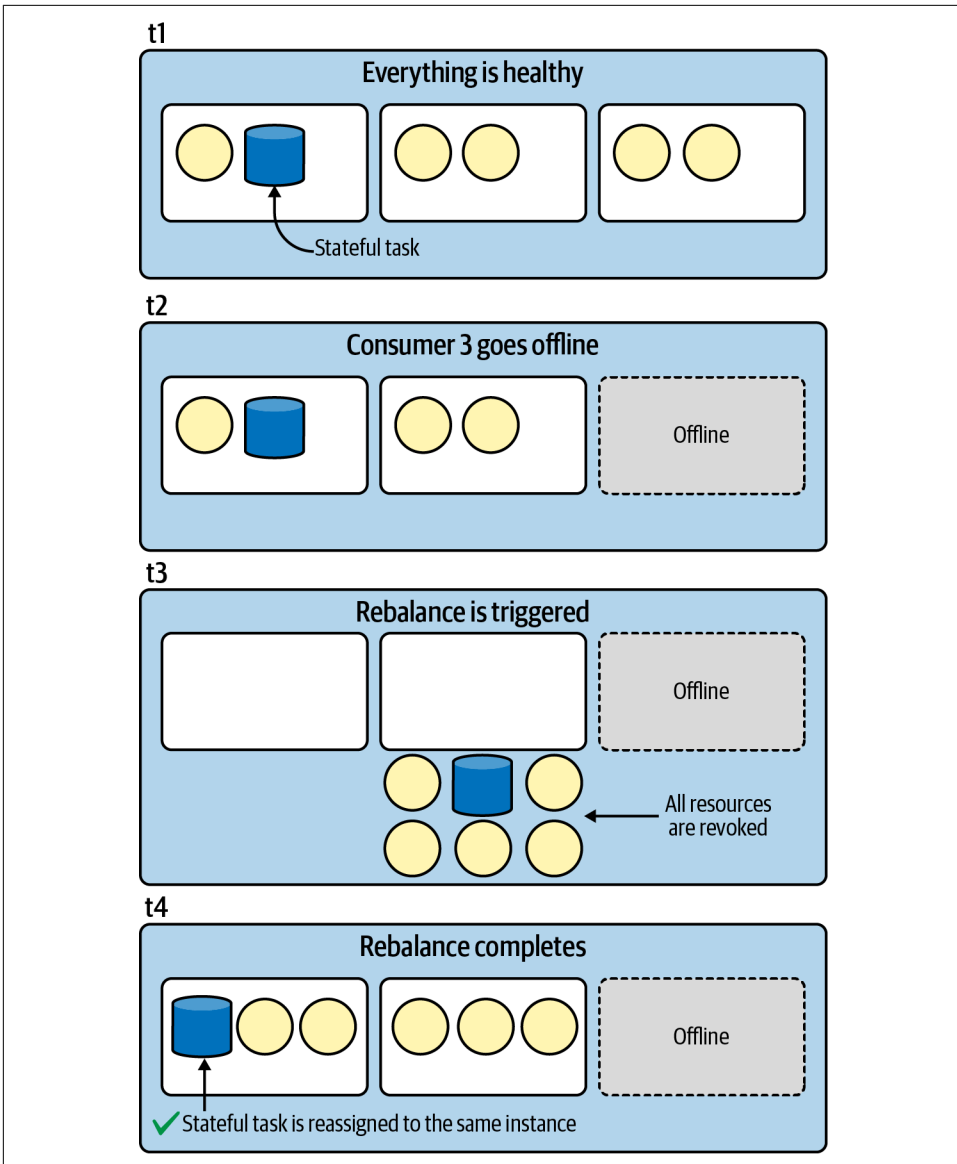 t1
Everything is healthy
Stateful task
t2
Consumer 3 goes offline
Offline
t3
Rebalance is triggered
Offline
All resources
are revoked
t4
Rebalance completes
Offline
Stateful task is reassigned to the same instance